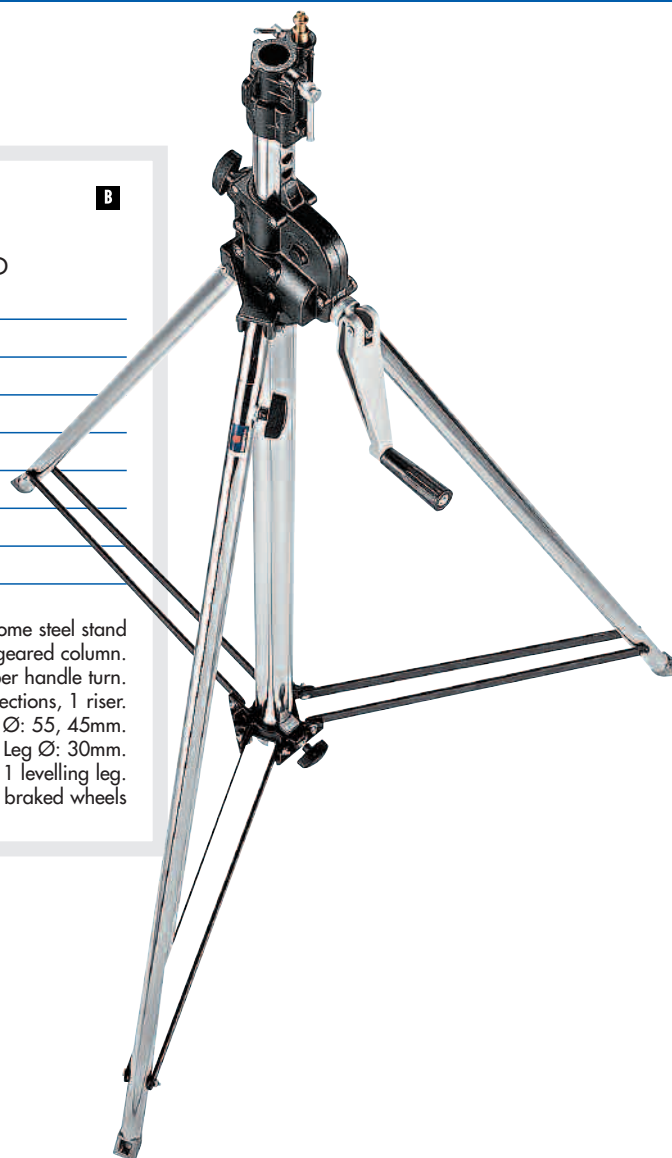 B
ome steel stand
geared column.
per handle turn.
ections, 1 riser.
Ø: 55, 45mm.
Leg Ø: 30mm.
1 levelling leg.
braked wheels